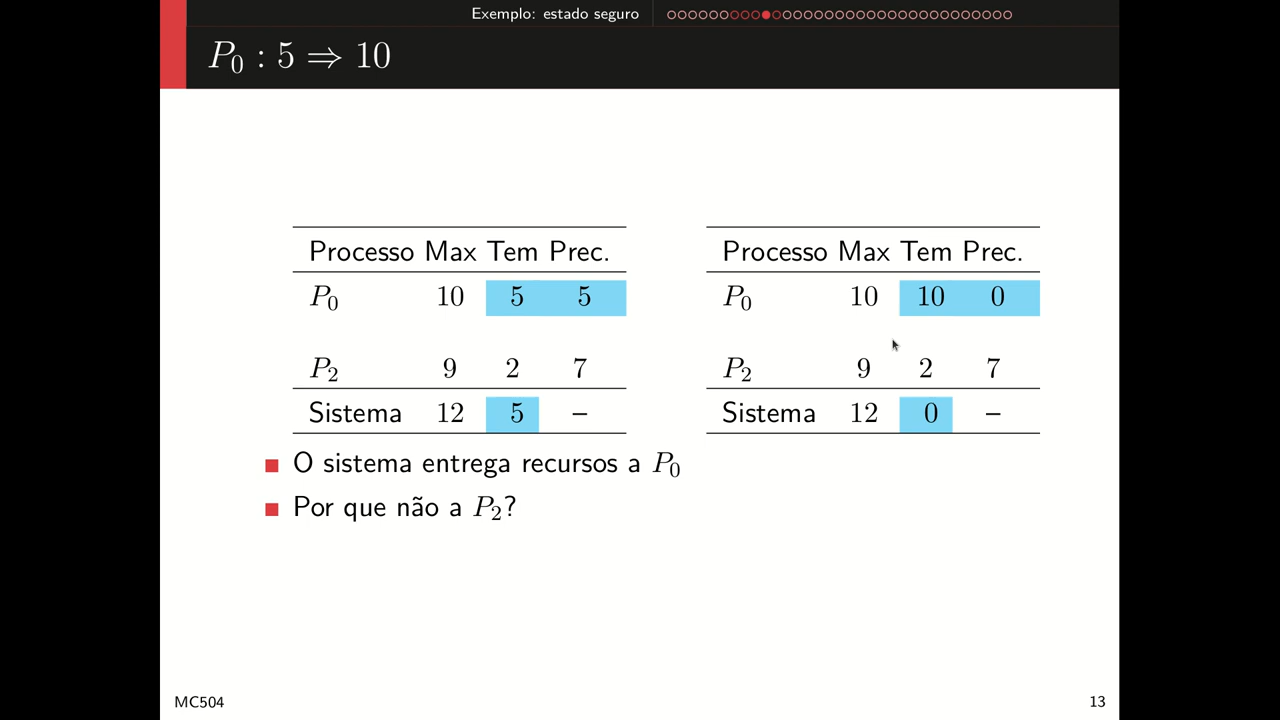 Exemplo: estado seguro
P₀ : 5 ⇒ 10
Processo Max Tem Prec.
P₀ 10 5 5
P₂ 9 2 7
Sistema 12 5 –
Processo Max Tem Prec.
P₀ 10 10 0
P₂ 9 2 7
Sistema 12 0 –
O sistema entrega recursos a P₀
Por que não a P₂?
MC504
13